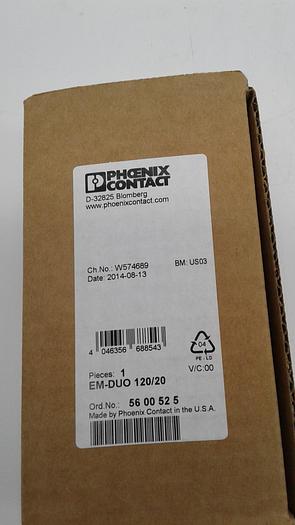 PHŒNIX
CONTACT
D-32825 Blomberg
www.phoenixcontact.com
Ch.No.: W574689 BM: US03
Date: 2014-08-13
4 046356 688543
04
PE - LD
Pieces: 1 V/C:00
EM-DUO 120/20
Ord.No.: 56 00 52 5
Made by Phoenix Contact in the U.S.A.